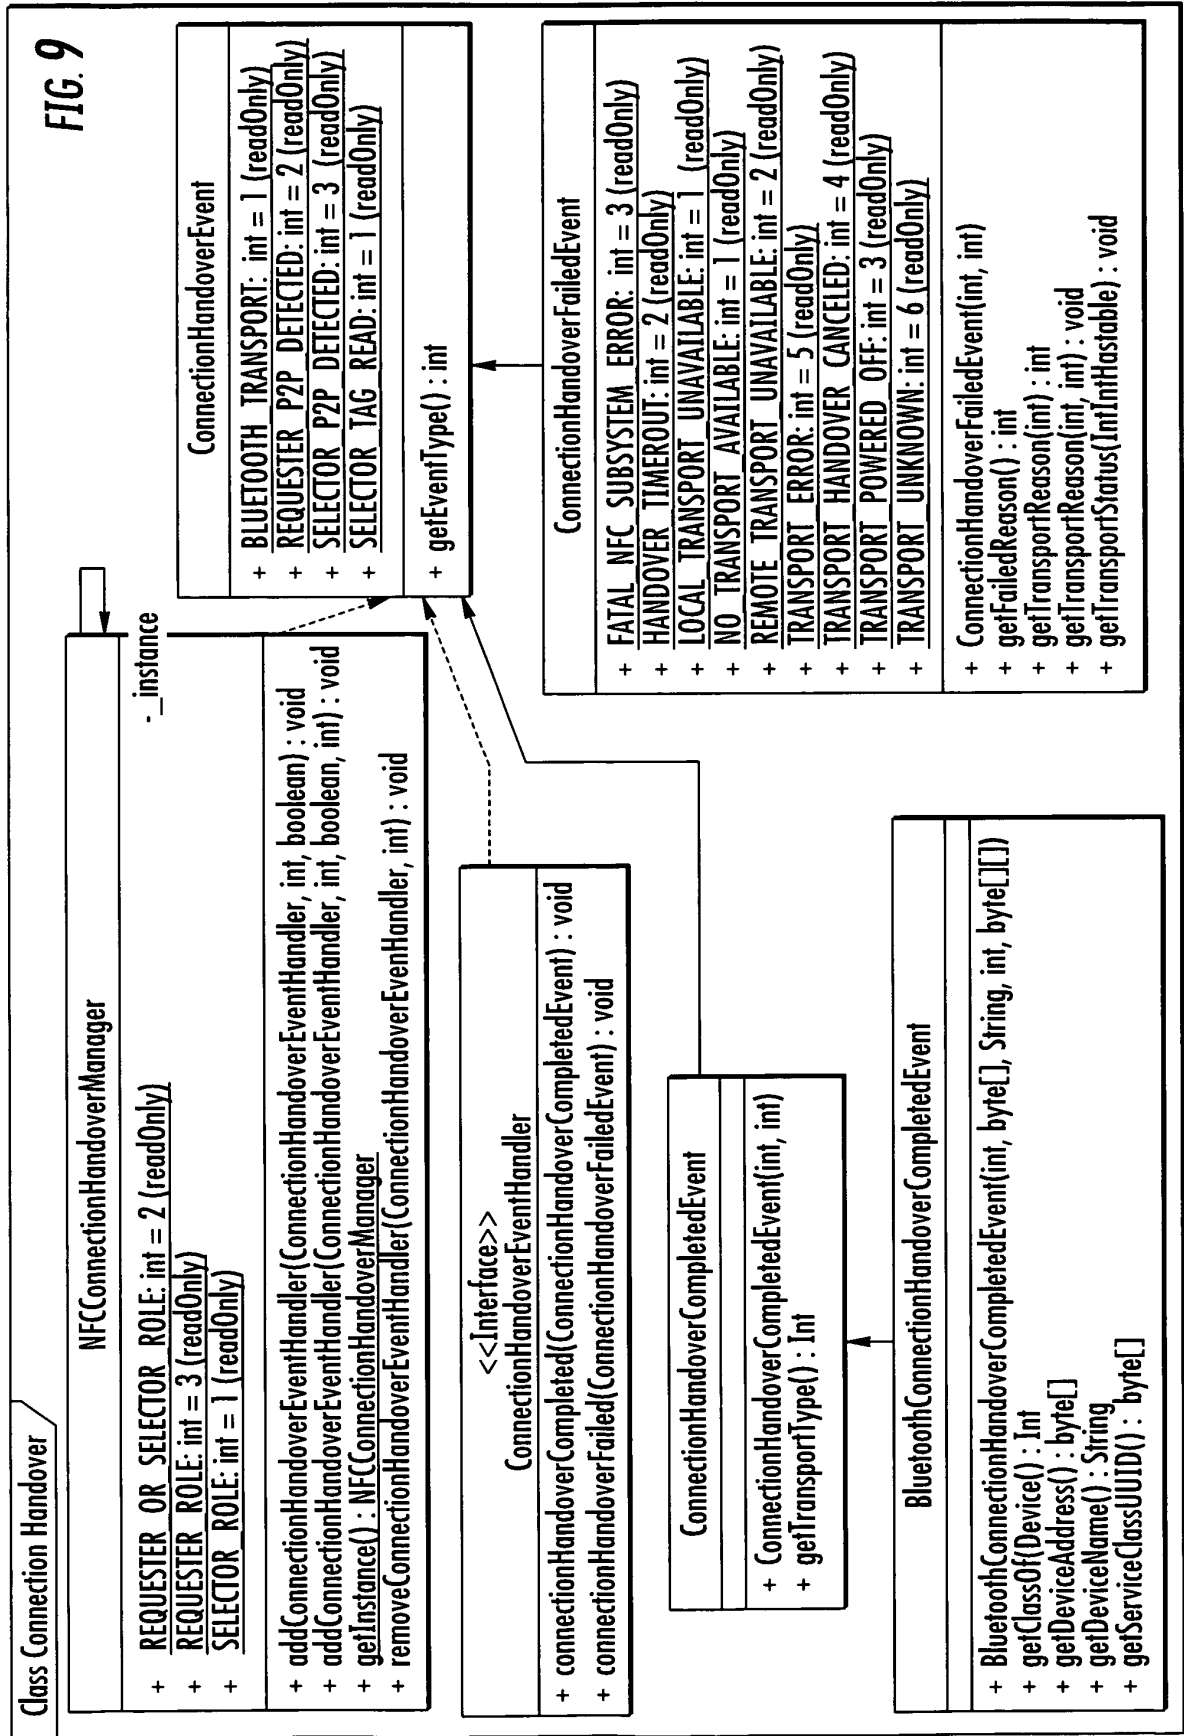 FIG. 9
Class Connection Handover
NFCConnectionHandoverManager
+ REQUESTER_OR_SELECTOR_ROLE: int = 2 (readOnly)
+ REQUESTER_ROLE: int = 3 (readOnly)
+ SELECTOR_ROLE: int = 1 (readOnly)
-_instance
+ addConnectionHandoverEventHandler(ConnectionHandoverEventHandler, int, boolean) : void
+ addConnectionHandoverEventHandler(ConnectionHandoverEventHandler, int, boolean, int) : void
+ getInstance() : NFCConnectionHandoverManager
+ removeConnectionHandoverEventHandler(ConnectionHandoverEvenHandler, int) : void
<<Interface>>
ConnectionHandoverEventHandler
+ connectionHandoverCompleted(ConnectionHandoverCompletedEvent) : void
+ connectionHandoverFailed(ConnectionHandoverFailedEvent) : void
ConnectionHandoverCompletedEvent
+ ConnectionHandoverCompletedEvent(int, int)
+ getTransportType() : Int
BluetoothConnectionHandoverCompletedEvent
+ BluetoothConnectionHandoverCompletedEvent(int, byte[], String, int, byte[][])
+ getClassOf(Device() : Int
+ getDeviceAddress() : byte[]
+ getDeviceName() : String
+ getServiceClassUUID() : byte[]
ConnectionHandoverEvent
+ BLUETOOTH_TRANSPORT: int = 1 (readOnly)
+ REQUESTER_P2P_DETECTED: int = 2 (readOnly)
+ SELECTOR_P2P_DETECTED: int = 3 (readOnly)
+ SELECTOR_TAG_READ: int = 1 (readOnly)
+ getEventType() : int
ConnectionHandoverFailedEvent
+ FATAL_NFC_SUBSYSTEM_ERROR: int = 3 (readOnly)
+ HANDOVER_TIMEROUT: int = 2 (readOnly)
+ LOCAL_TRANSPORT_UNAVAILABLE: int = 1 (readOnly)
+ NO_TRANSPORT_AVAILABLE: int = 1 (readOnly)
+ REMOTE_TRANSPORT_UNAVAILABLE: int = 2 (readOnly)
+ TRANSPORT_ERROR: int = 5 (readOnly)
+ TRANSPORT_HANDOVER_CANCELED: int = 4 (readOnly)
+ TRANSPORT_POWERED_OFF: int = 3 (readOnly)
+ TRANSPORT_UNKNOWN: int = 6 (readOnly)
+ ConnectionHandoverFailedEvent(int, int)
+ getFailedReason() : int
+ getTransportReason(int) : int
+ getTransportReason(int, int) : void
+ getTransportStatus(IntIntHastable) : void